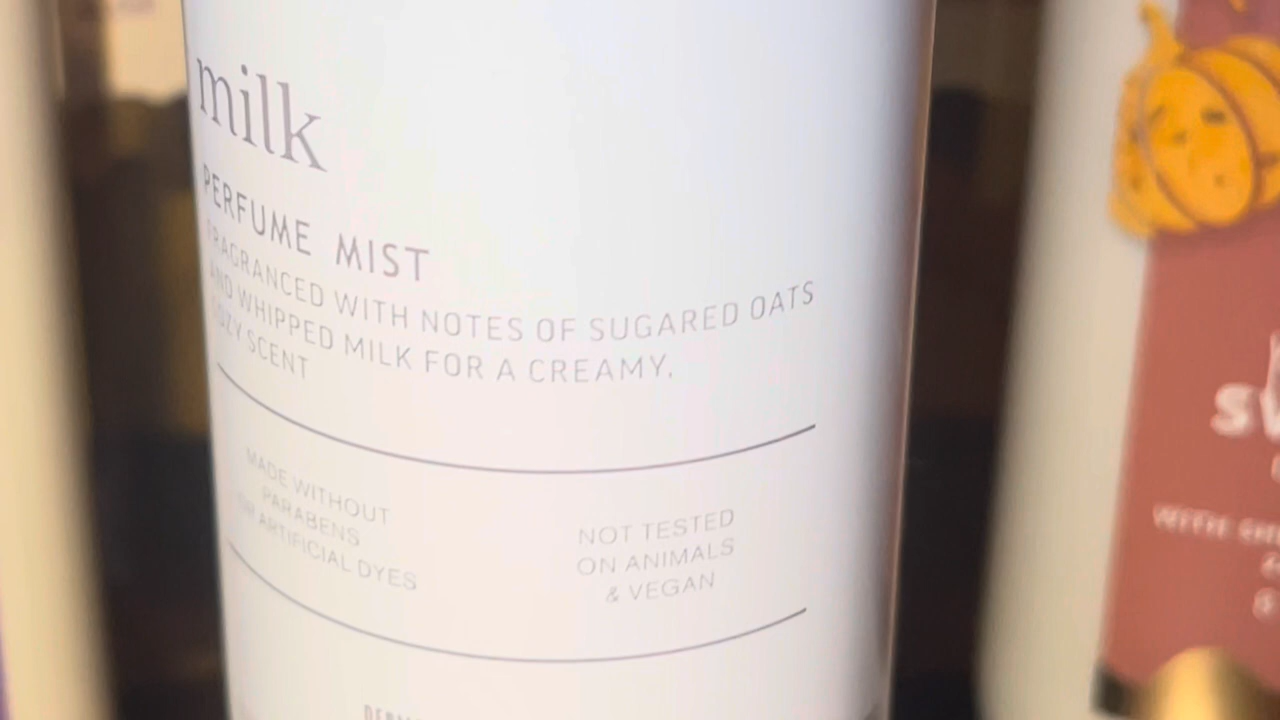 milk
PERFUME MIST
FRAGRANCED WITH NOTES OF SUGARED OATS
AND WHIPPED MILK FOR A CREAMY,
COZY SCENT
MADE WITHOUT
PARABENS
OR ARTIFICIAL DYES
NOT TESTED
ON ANIMALS
& VEGAN